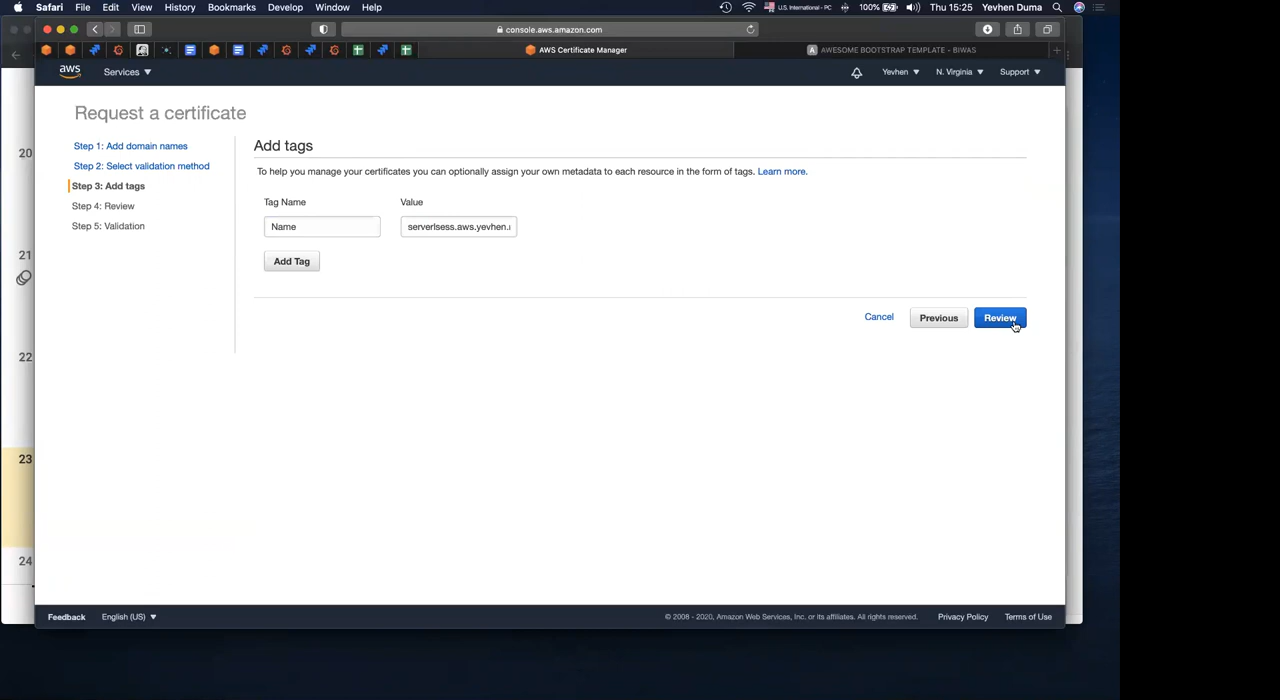 Safari File Edit View History Bookmarks Develop Window Help
U.S. International - PC 100% Thu 15:25 Yevhen Duma
console.aws.amazon.com
AWS Certificate Manager
AWESOME BOOTSTRAP TEMPLATE - BIWAS
aws Services Yevhen N. Virginia Support
Request a certificate
Step 1: Add domain names
Step 2: Select validation method
Step 3: Add tags
Step 4: Review
Step 5: Validation
Add tags
To help you manage your certificates you can optionally assign your own metadata to each resource in the form of tags. Learn more.
Tag Name Value
Name serverlsess.aws.yevhen.
Add Tag
Cancel Previous Review
20
21
22
23
24
Feedback English (US) © 2008 - 2020, Amazon Web Services, Inc. or its affiliates. All rights reserved. Privacy Policy Terms of Use